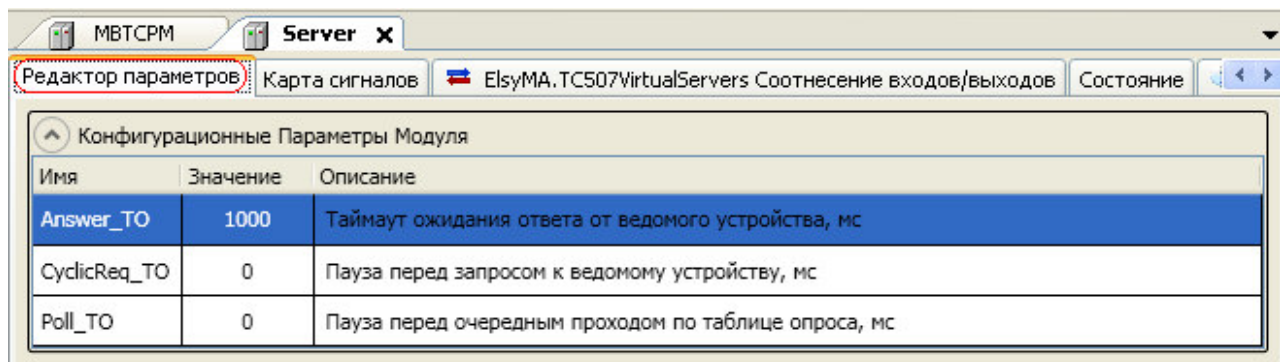 MBTCPM Server X
Редактор параметров Карта сигналов ElsyMA.TC507VirtualServers Соотнесение входов/выходов Состояние
Конфигурационные Параметры Модуля
Имя Значение Описание
Answer_TO 1000 Таймаут ожидания ответа от ведомого устройства, мс
CyclicReq_TO 0 Пауза перед запросом к ведомому устройству, мс
Poll_TO 0 Пауза перед очередным проходом по таблице опроса, мс